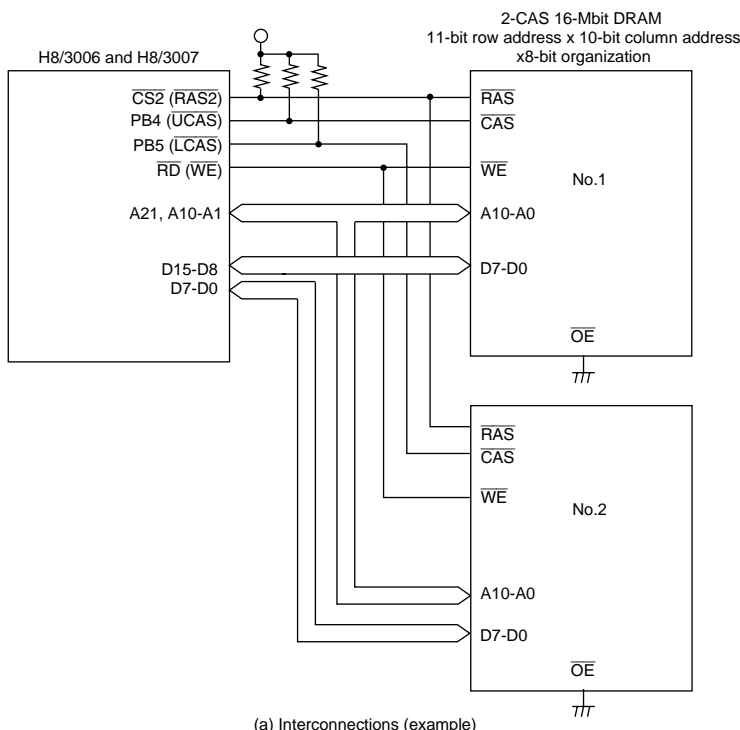 2-CAS 16-Mbit DRAM
11-bit row address x 10-bit column address
x8-bit organization
H8/3006 and H8/3007
CS2 (RAS2)
PB4 (UCAS)
PB5 (LCAS)
RD (WE)
A21, A10-A1
D15-D8
D7-D0
RAS
CAS
WE
No.1
A10-A0
D7-D0
OE
RAS
CAS
WE
No.2
A10-A0
D7-D0
OE
(a) Interconnections (example)